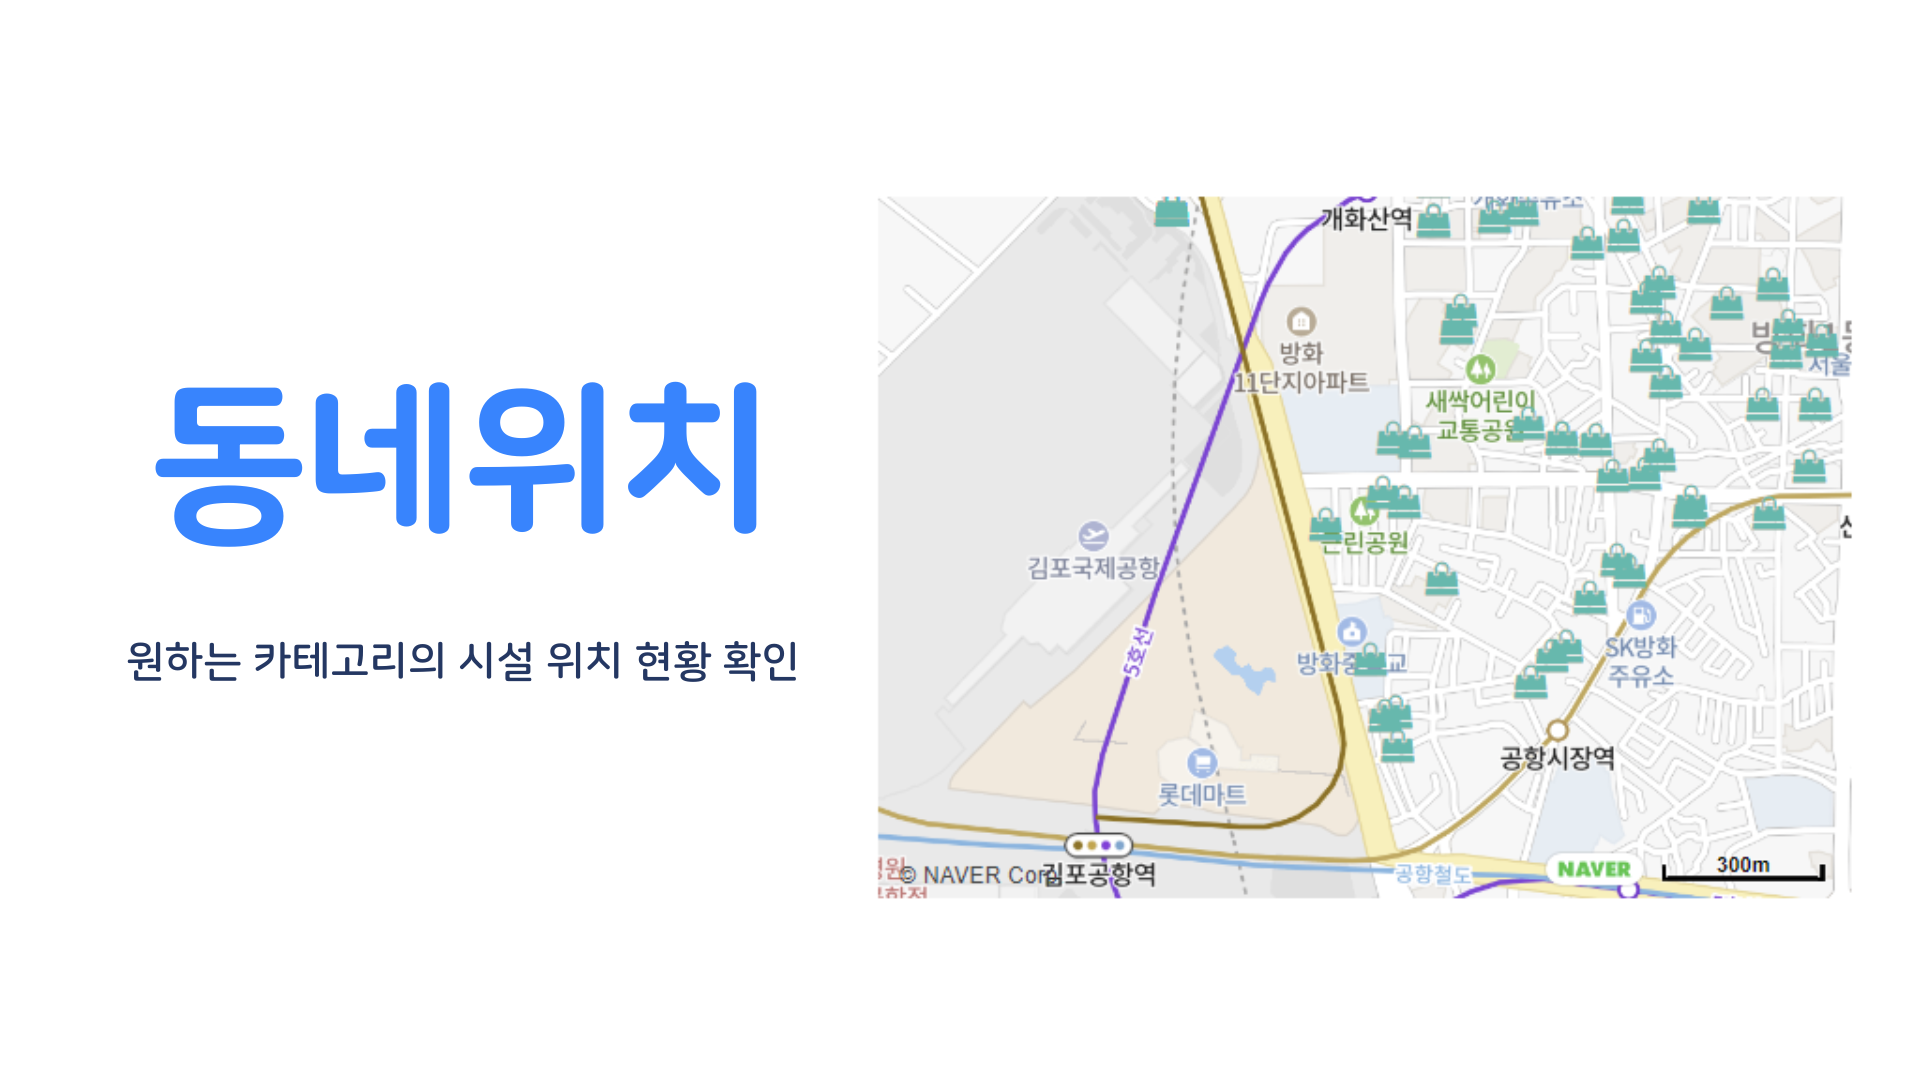 동네위치
원하는 카테고리의 시설 위치 현황 확인
개화산역
방화
11단지아파트
새싹어린이
교통공원
서울
김포국제공항
근린공원
5호선
방화중학교
SK방화
주유소
공항시장역
롯데마트
© NAVER Corp.
김포공항역
공항철도
NAVER
300m